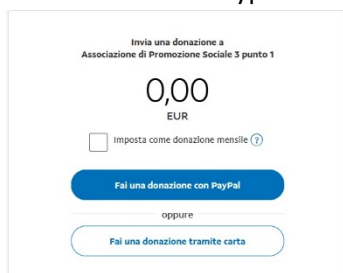 Invia una donazione a
Associazione di Promozione Sociale 3 punto 1
0,00
EUR
Imposta come donazione mensile ?
Fai una donazione con PayPal
oppure
Fai una donazione tramite carta